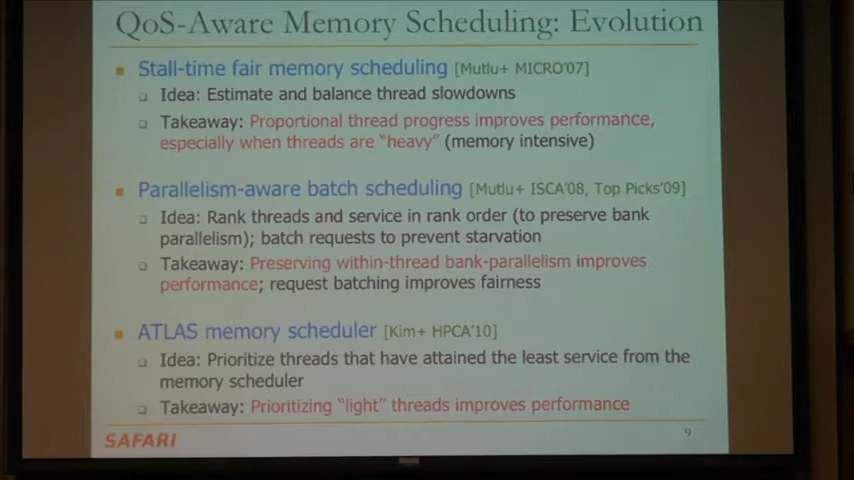 QoS-Aware Memory Scheduling: Evolution
Stall-time fair memory scheduling [Mutlu+ MICRO'07]
Idea: Estimate and balance thread slowdowns
Takeaway: Proportional thread progress improves performance,
especially when threads are "heavy" (memory intensive)
Parallelism-aware batch scheduling [Mutlu+ ISCA'08, Top Picks'09]
Idea: Rank threads and service in rank order (to preserve bank
parallelism); batch requests to prevent starvation
Takeaway: Preserving within-thread bank-parallelism improves
performance; request batching improves fairness
ATLAS memory scheduler [Kim+ HPCA'10]
Idea: Prioritize threads that have attained the least service from the
memory scheduler
Takeaway: Prioritizing "light" threads improves performance
SAFARI
9